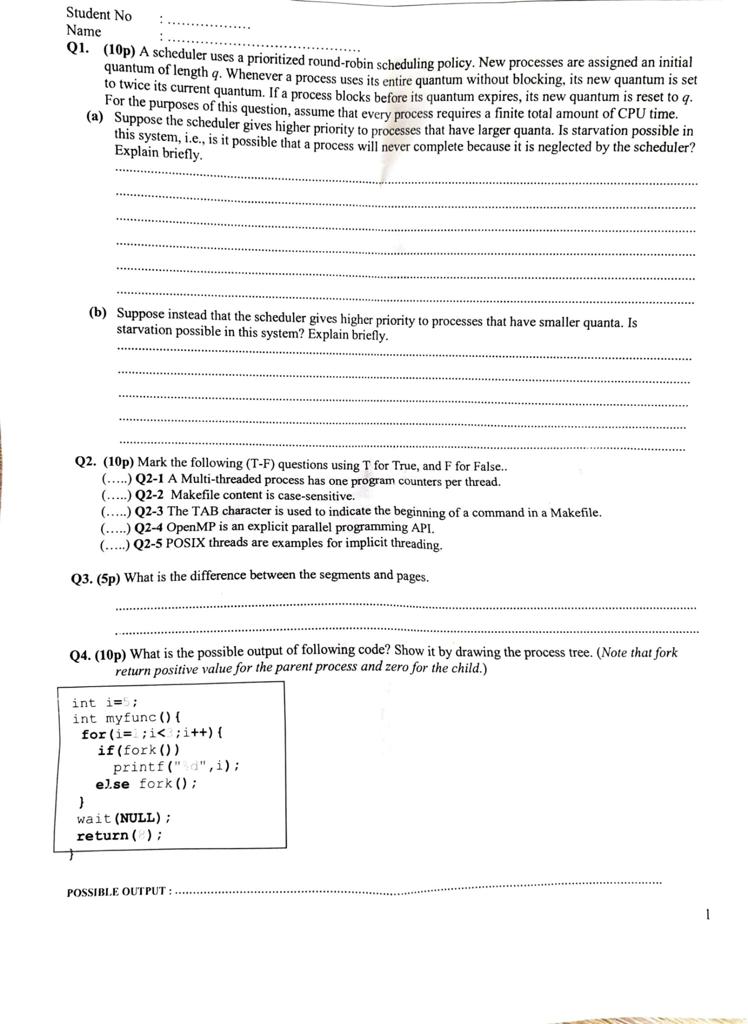 Student No : ..................
Name : ..........................................
Q1. (10p) A scheduler uses a prioritized round-robin scheduling policy. New processes are assigned an initial
quantum of length q. Whenever a process uses its entire quantum without blocking, its new quantum is set
to twice its current quantum. If a process blocks before its quantum expires, its new quantum is reset to q.
For the purposes of this question, assume that every process requires a finite total amount of CPU time.
(a) Suppose the scheduler gives higher priority to processes that have larger quanta. Is starvation possible in
this system, i.e., is it possible that a process will never complete because it is neglected by the scheduler?
Explain briefly.
(b) Suppose instead that the scheduler gives higher priority to processes that have smaller quanta. Is
starvation possible in this system? Explain briefly.
Q2. (10p) Mark the following (T-F) questions using T for True, and F for False..
(.....) Q2-1 A Multi-threaded process has one program counters per thread.
(.....) Q2-2 Makefile content is case-sensitive.
(.....) Q2-3 The TAB character is used to indicate the beginning of a command in a Makefile.
(.....) Q2-4 OpenMP is an explicit parallel programming API.
(.....) Q2-5 POSIX threads are examples for implicit threading.
Q3. (5p) What is the difference between the segments and pages.
Q4. (10p) What is the possible output of following code? Show it by drawing the process tree. (Note that fork
return positive value for the parent process and zero for the child.)
int i=5;
int myfunc(){
for(i=1;i<3;i++){
if(fork())
printf("%d",i);
else fork();
}
wait(NULL);
return( );
}
POSSIBLE OUTPUT : ....................
1